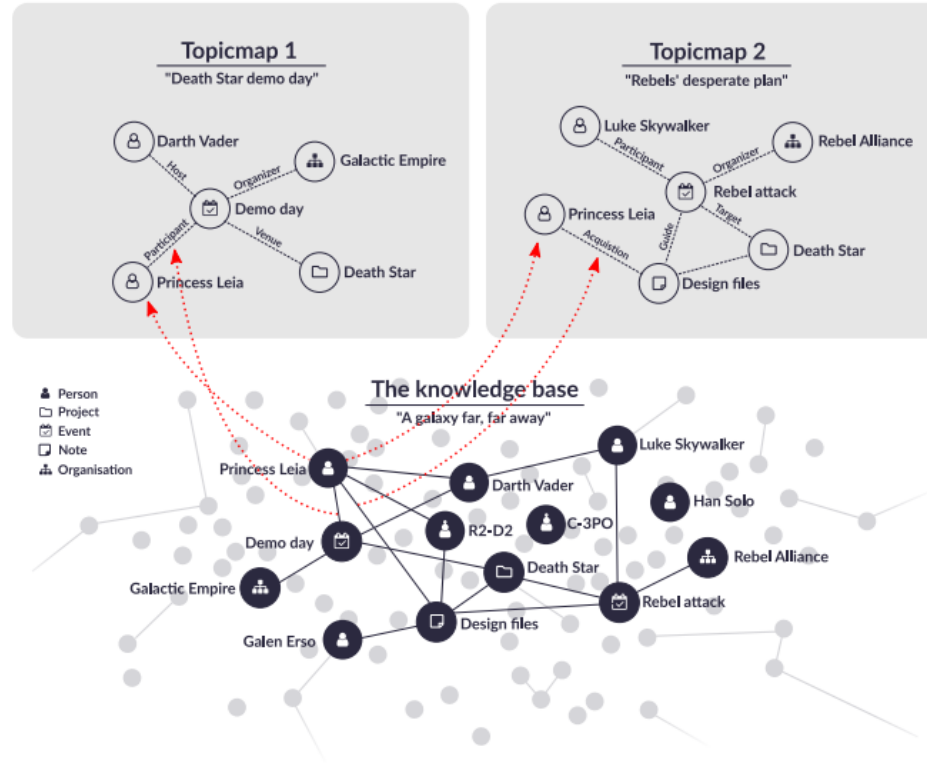 Topicmap 1
"Death Star demo day"
Darth Vader
Host
Organizer
Galactic Empire
Demo day
Participant
Venue
Princess Leia
Death Star
Topicmap 2
"Rebels' desperate plan"
Luke Skywalker
Participant
Organizer
Rebel Alliance
Rebel attack
Princess Leia
Acquistion
Guide
Target
Death Star
Design files
Person
Project
Event
Note
Organisation
The knowledge base
"A galaxy far, far away"
Luke Skywalker
Princess Leia
Darth Vader
Han Solo
R2-D2
C-3PO
Demo day
Rebel Alliance
Death Star
Galactic Empire
Rebel attack
Design files
Galen Erso